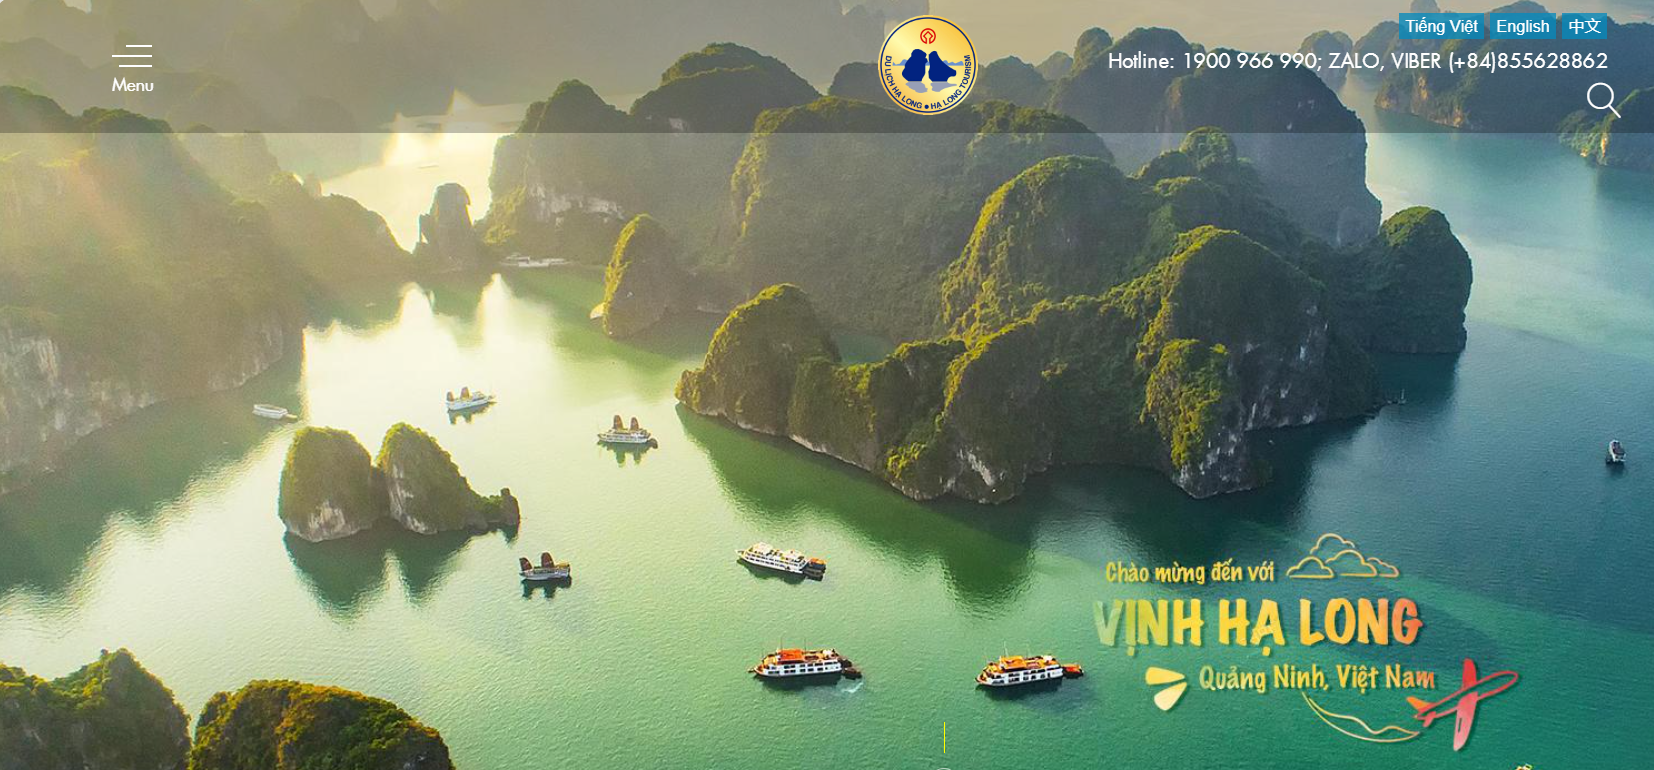 Menu
DU LỊCH HẠ LONG • HA LONG TOURISM
Tiếng Việt English 中文
Hotline: 1900 966 990; ZALO, VIBER (+84)855628862
Chào mừng đến với
VỊNH HẠ LONG
Quảng Ninh, Việt Nam